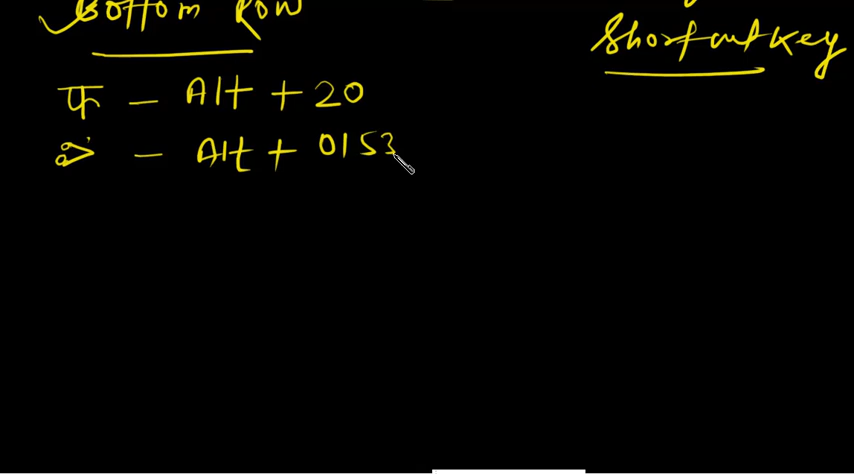 Bottom Row
Shortcut Key
फ - Alt + 20
- Alt + 0153